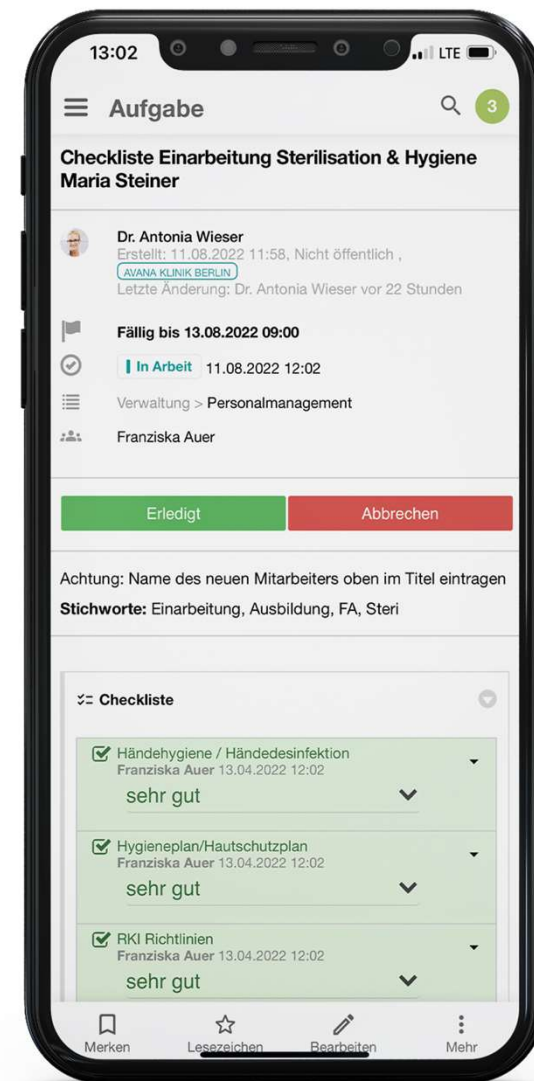 13:02
LTE
Aufgabe
3
Checkliste Einarbeitung Sterilisation & Hygiene
Maria Steiner
Dr. Antonia Wieser
Erstellt: 11.08.2022 11:58, Nicht öffentlich ,
AVANA KLINIK BERLIN
Letzte Änderung: Dr. Antonia Wieser vor 22 Stunden
Fällig bis 13.08.2022 09:00
In Arbeit 11.08.2022 12:02
Verwaltung > Personalmanagement
Franziska Auer
Erledigt Abbrechen
Achtung: Name des neuen Mitarbeiters oben im Titel eintragen
Stichworte: Einarbeitung, Ausbildung, FA, Steri
Checkliste
Händehygiene / Händedesinfektion
Franziska Auer 13.04.2022 12:02
sehr gut
Hygieneplan/Hautschutzplan
Franziska Auer 13.04.2022 12:02
sehr gut
RKI Richtlinien
Franziska Auer 13.04.2022 12:02
sehr gut
Merken Lesezeichen Bearbeiten Mehr